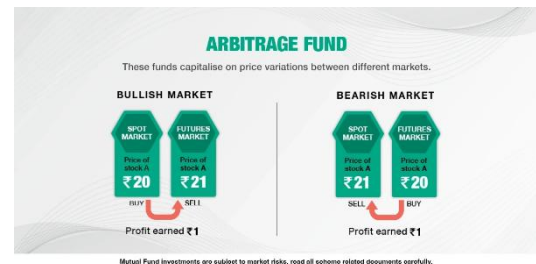 ARBITRAGE FUND
These funds capitalise on price variations between different markets.
BULLISH MARKET
SPOT MARKET
Price of stock A
₹20
BUY
FUTURES MARKET
Price of stock A
₹21
SELL
Profit earned ₹1
BEARISH MARKET
SPOT MARKET
Price of stock A
₹21
SELL
FUTURES MARKET
Price of stock A
₹20
BUY
Profit earned ₹1
Mutual Fund investments are subject to market risks, read all scheme related documents carefully.